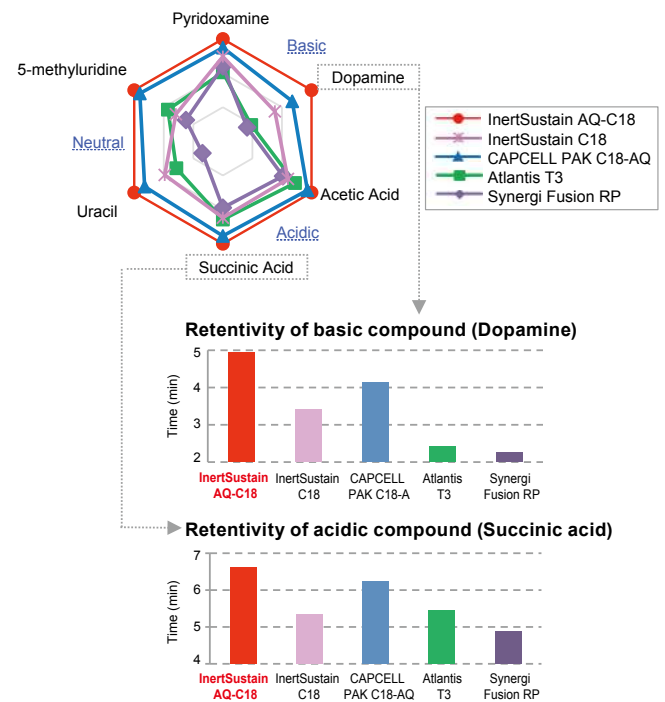 Pyridoxamine
Basic
5-methyluridine
Dopamine
InertSustain AQ-C18
InertSustain C18
CAPCELL PAK C18-AQ
Atlantis T3
Synergi Fusion RP
Neutral
Uracil
Acetic Acid
Acidic
Succinic Acid
Retentivity of basic compound (Dopamine)
Time (min)
5
4
3
2
InertSustain
AQ-C18
InertSustain
C18
CAPCELL
PAK C18-A
Atlantis
T3
Synergi
Fusion RP
Retentivity of acidic compound (Succinic acid)
Time (min)
7
6
5
4
InertSustain
AQ-C18
InertSustain
C18
CAPCELL
PAK C18-AQ
Atlantis
T3
Synergi
Fusion RP